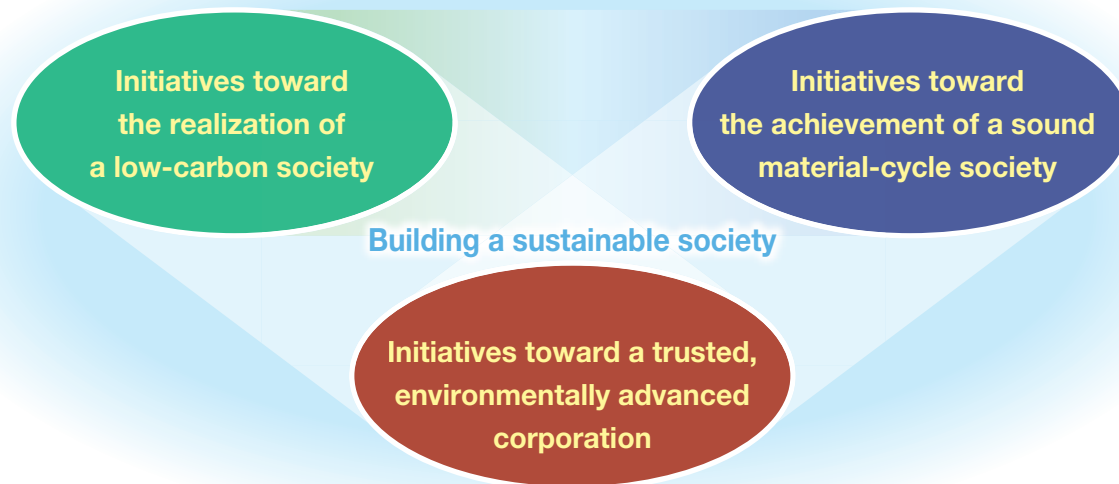 Initiatives toward
the realization of
a low-carbon society
Initiatives toward
the achievement of a sound
material-cycle society
Building a sustainable society
Initiatives toward a trusted,
environmentally advanced
corporation